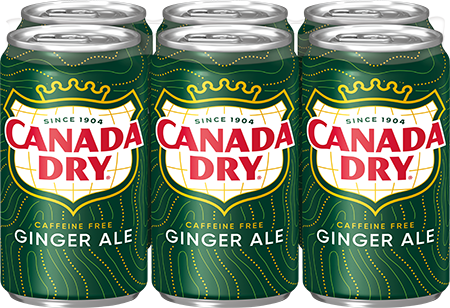 SINCE 1904
CANADA
DRY®
CAFFEINE FREE
GINGER ALE
SINCE 1904
CANADA
DRY®
CAFFEINE FREE
GINGER ALE
SINCE 1904
CANADA
DRY®
CAFFEINE FREE
GINGER ALE